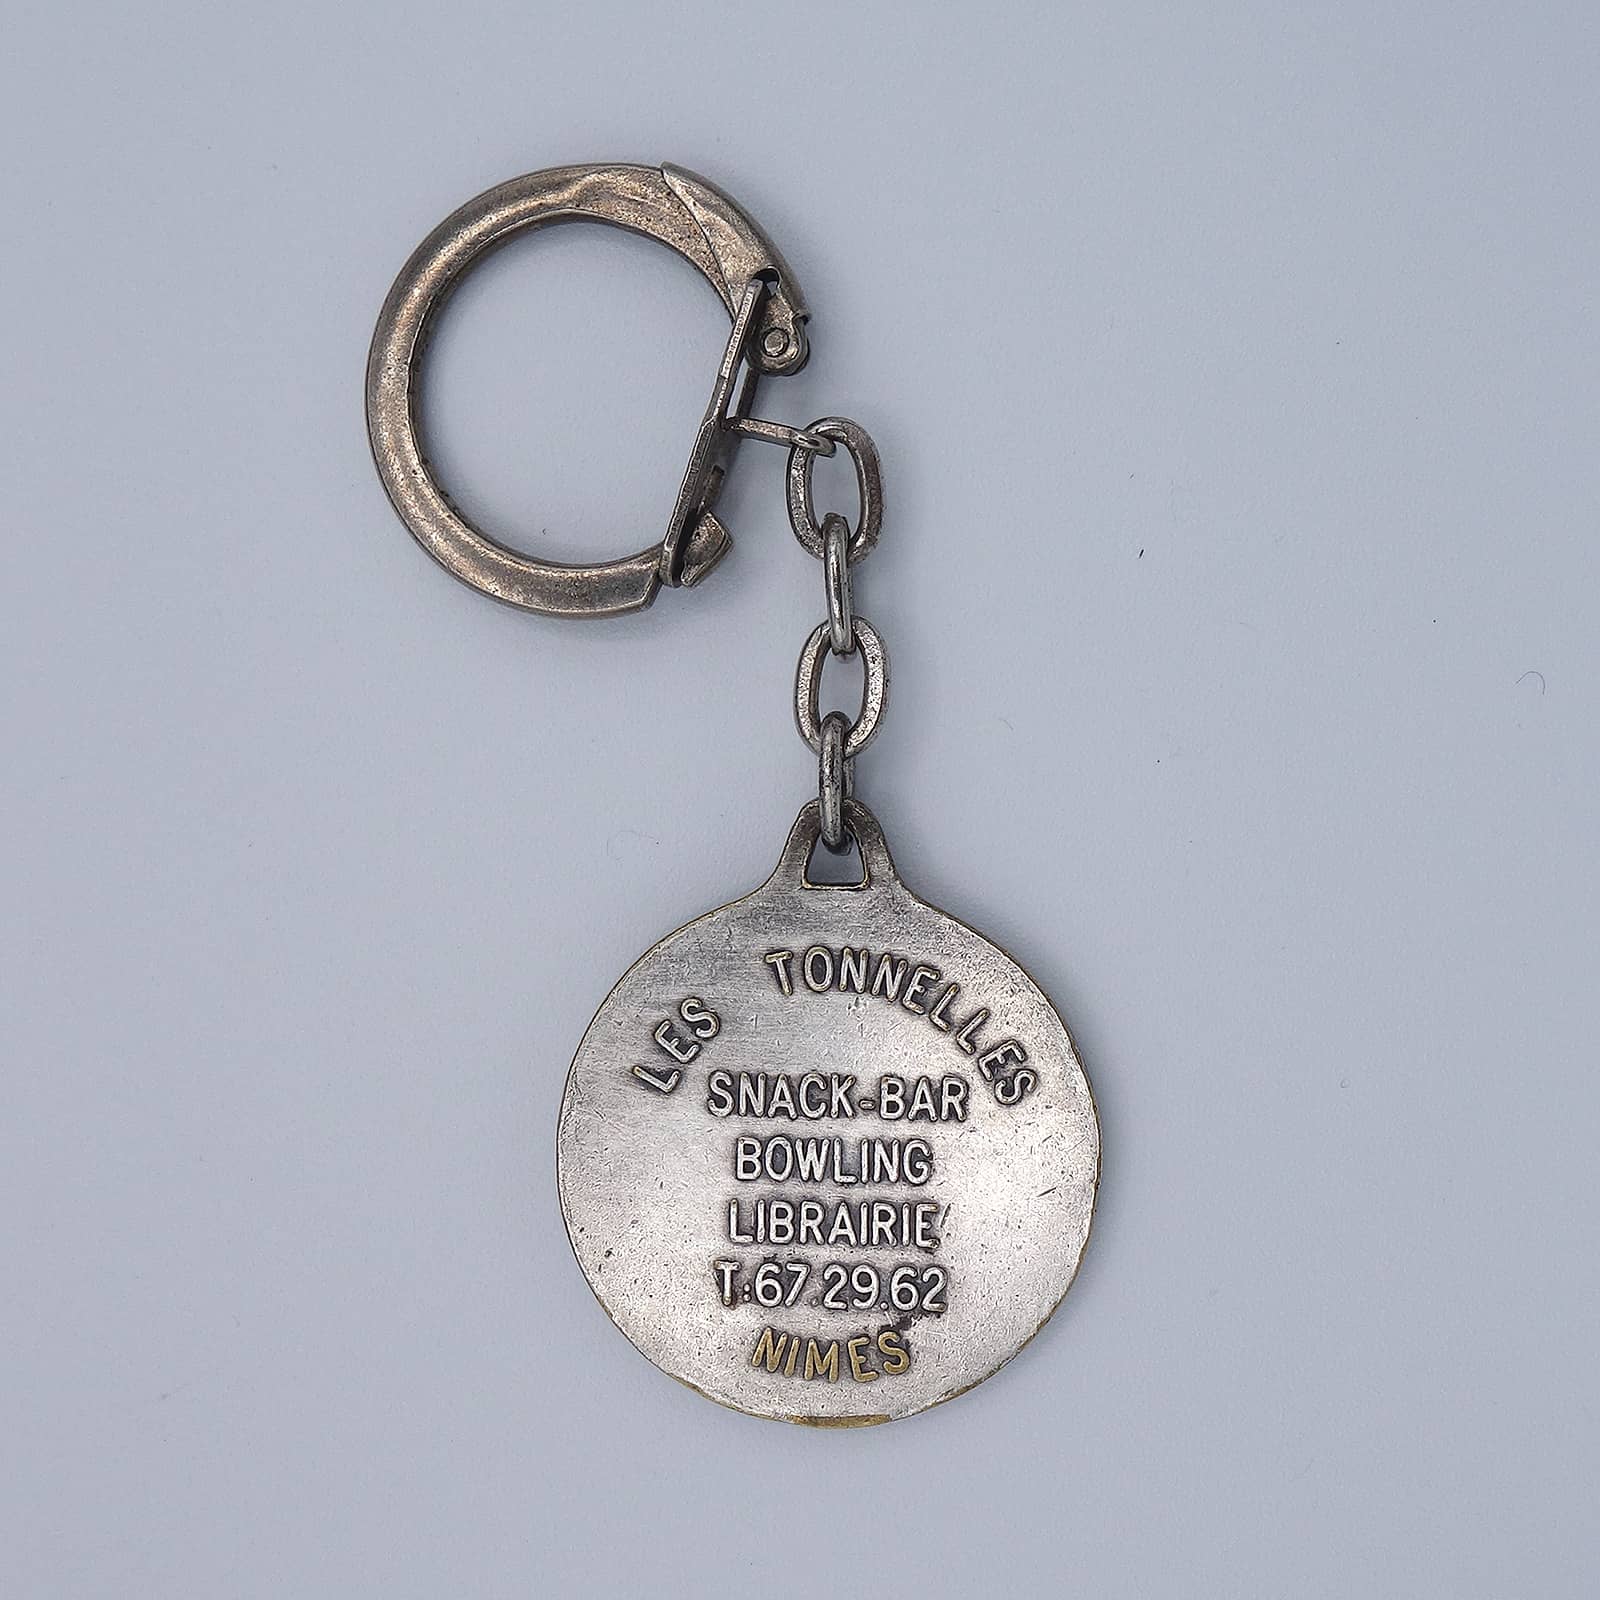 LES TONNELLES
SNACK-BAR
BOWLING
LIBRAIRIE
T:67.29.62
NIMES